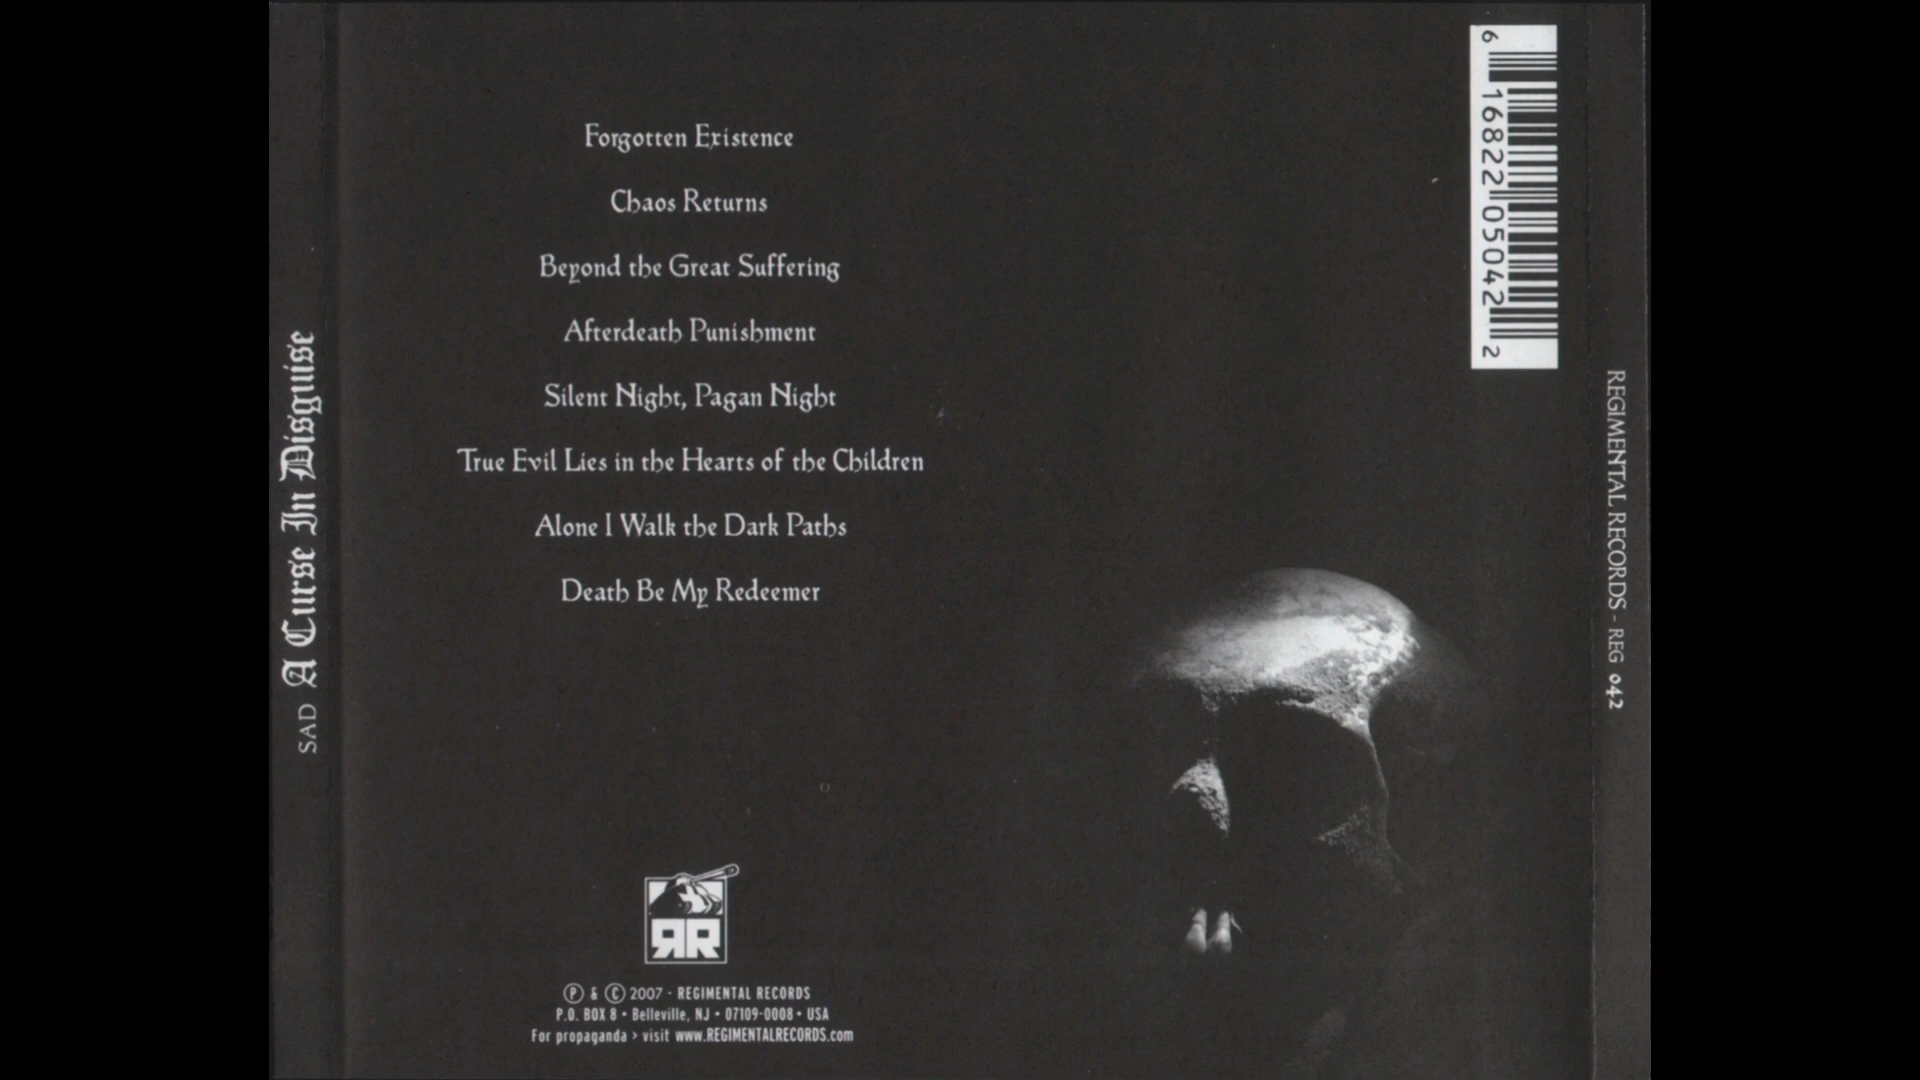 SAD A Curse In Disguise
Forgotten Existence
Chaos Returns
Beyond the Great Suffering
Afterdeath Punishment
Silent Night, Pagan Night
True Evil Lies in the Hearts of the Children
Alone I Walk the Dark Paths
Death Be My Redeemer
RR
Ⓟ & Ⓒ 2007 - REGIMENTAL RECORDS
P.O. BOX 8 • Belleville, NJ • 07109-0008 • USA
For propaganda > visit www.REGIMENTALRECORDS.com
6 16822 05042 2
REGIMENTAL RECORDS - REG 042